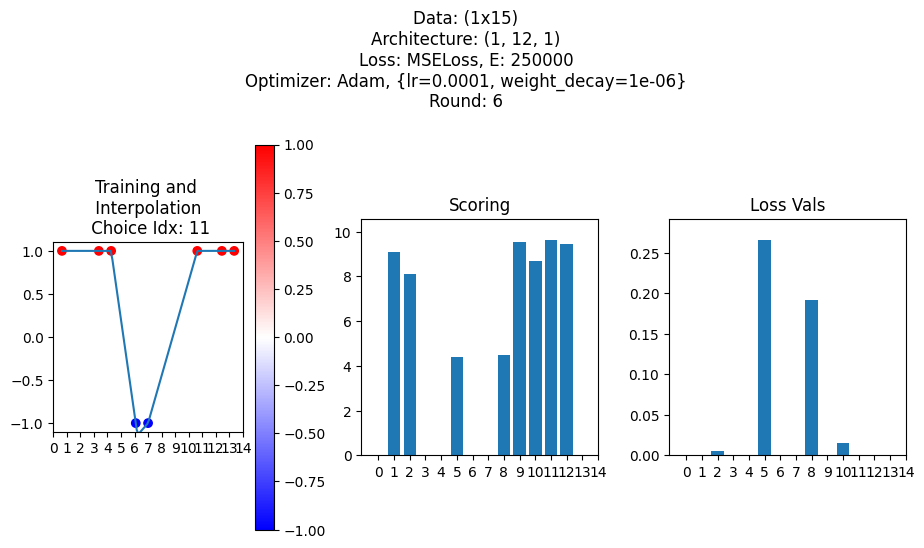 Data: (1x15)
Architecture: (1, 12, 1)
Loss: MSELoss, E: 250000
Optimizer: Adam, {lr=0.0001, weight_decay=1e-06}
Round: 6
Training and
Interpolation
Choice Idx: 11
1.0
0.5
0.0
−0.5
−1.0
0 1 2 3 4 5 6 7 8 9 10 11 12 13 14
1.00
0.75
0.50
0.25
0.00
−0.25
−0.50
−0.75
−1.00
Scoring
10
8
6
4
2
0
0 1 2 3 4 5 6 7 8 9 10 11 12 13 14
Loss Vals
0.25
0.20
0.15
0.10
0.05
0.00
0 1 2 3 4 5 6 7 8 9 10 11 12 13 14